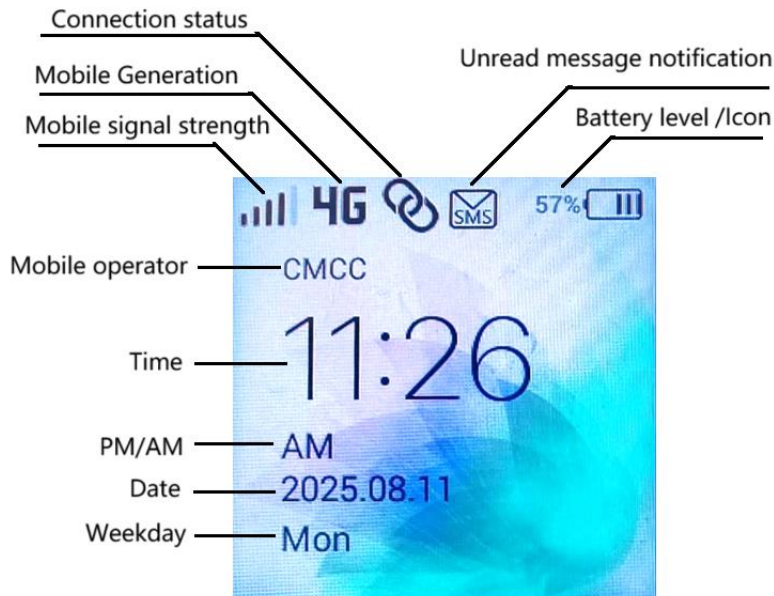 Connection status
Unread message notification
Mobile Generation
Battery level /Icon
Mobile signal strength
4G
SMS
57%
Mobile operator
CMCC
Time
11:26
PM/AM
AM
Date
2025.08.11
Weekday
Mon